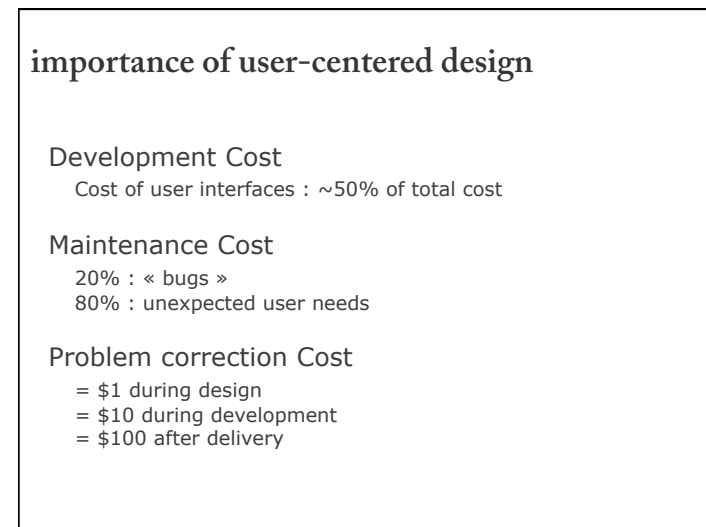 importance of user-centered design
Development Cost
Cost of user interfaces : ~50% of total cost
Maintenance Cost
20% : « bugs »
80% : unexpected user needs
Problem correction Cost
= $1 during design
= $10 during development
= $100 after delivery